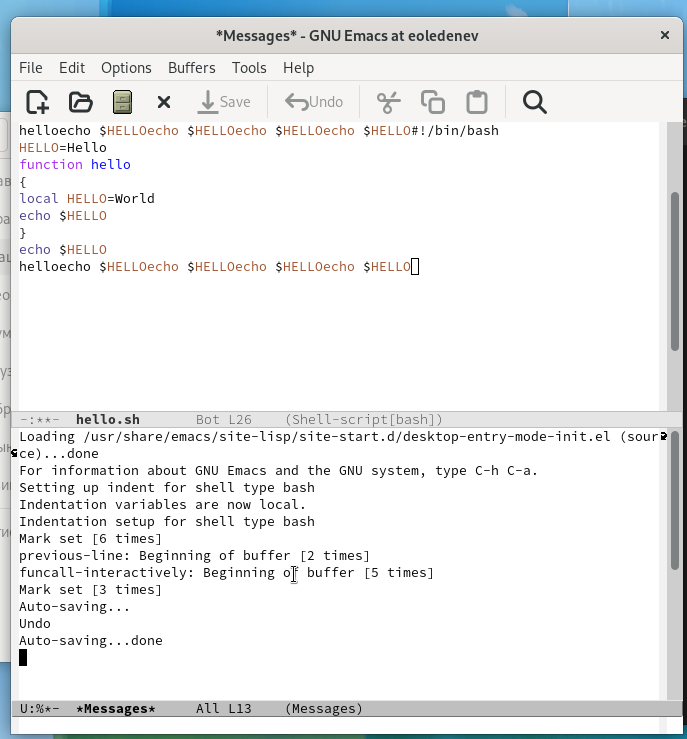 *Messages* - GNU Emacs at eoledenev
File Edit Options Buffers Tools Help
Save Undo
helloecho $HELLOecho $HELLOecho $HELLOecho $HELLO#!/bin/bash
HELLO=Hello
function hello
{
local HELLO=World
echo $HELLO
}
echo $HELLO
helloecho $HELLOecho $HELLOecho $HELLOecho $HELLO
-:**- hello.sh Bot L26 (Shell-script[bash])
Loading /usr/share/emacs/site-lisp/site-start.d/desktop-entry-mode-init.el (sour
ce)...done
For information about GNU Emacs and the GNU system, type C-h C-a.
Setting up indent for shell type bash
Indentation variables are now local.
Indentation setup for shell type bash
Mark set [6 times]
previous-line: Beginning of buffer [2 times]
funcall-interactively: Beginning of buffer [5 times]
Mark set [3 times]
Auto-saving...
Undo
Auto-saving...done
U:%*- *Messages* All L13 (Messages)